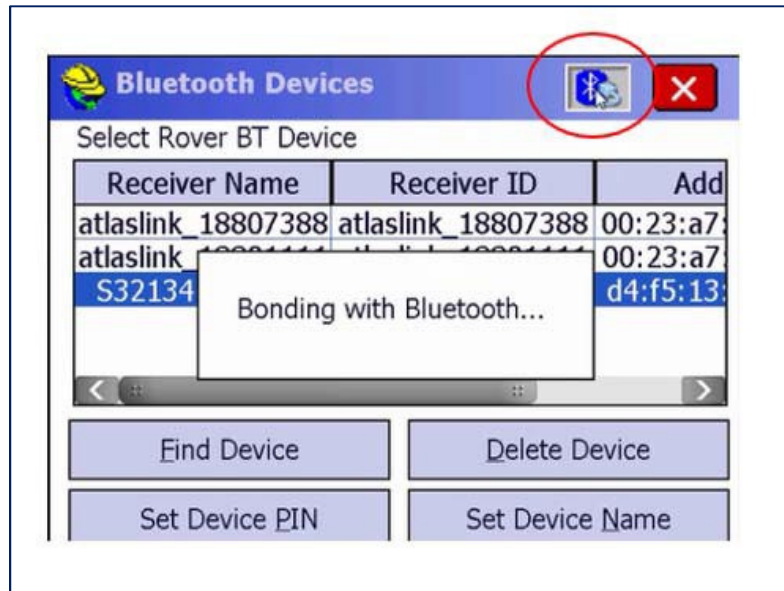 Bluetooth Devices
Select Rover BT Device
Receiver Name Receiver ID Add
atlaslink_18807388 atlaslink_18807388 00:23:a7:
atlaslink_ 00:23:a7:
S32134 d4:f5:13:
Bonding with Bluetooth...
Find Device Delete Device
Set Device PIN Set Device Name